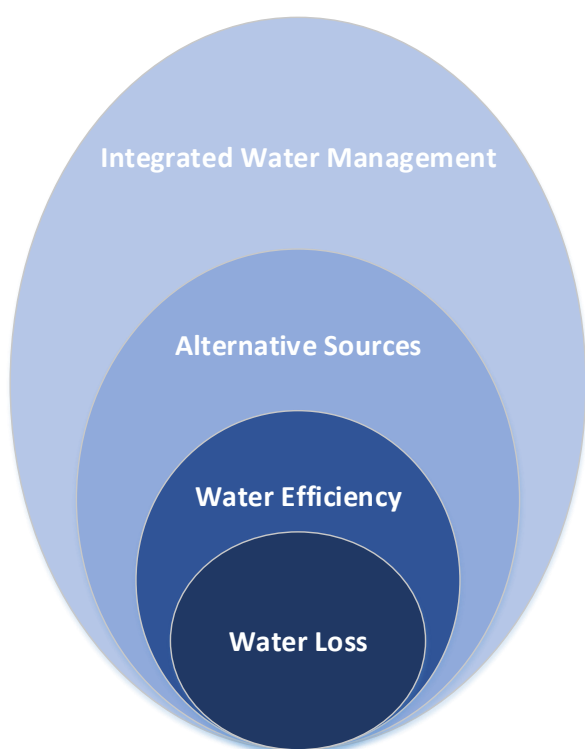 Integrated Water Management
Alternative Sources
Water Efficiency
Water Loss